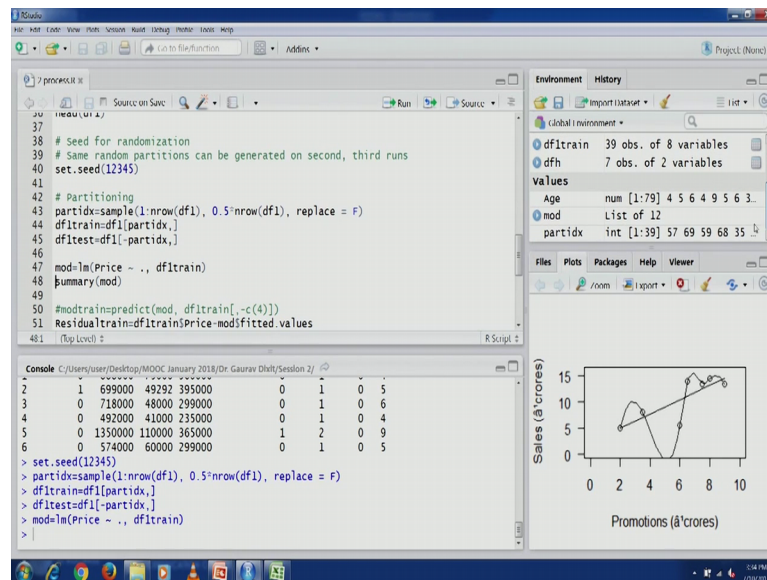 RStudio
File Edit Code View Plots Session Build Debug Profile Tools Help
Go to file/function Addins Project: (None)
2 process.R
Source on Save Run Source
36 head(df1)
37
38 # Seed for randomization
39 # Same random partitions can be generated on second, third runs
40 set.seed(12345)
41
42 # Partitioning
43 partidx=sample(1:nrow(df1), 0.5*nrow(df1), replace = F)
44 df1train=df1[partidx,]
45 df1test=df1[-partidx,]
46
47 mod=lm(Price ~ ., df1train)
48 summary(mod)
49
50 #modtrain=predict(mod, df1train[,-c(4)])
51 Residualtrain=df1train$Price-mod$fitted.values
48:1 (Top Level) R Script
Console C:/Users/user/Desktop/MOOC January 2018/Dr. Gaurav Dixit/Session 2/
2 1 699000 49292 395000 0 1 0 5
3 0 718000 48000 299000 0 1 0 6
4 0 492000 41000 235000 0 1 0 4
5 0 1350000 110000 365000 1 2 0 9
6 0 574000 60000 299000 0 1 0 5
> set.seed(12345)
> partidx=sample(1:nrow(df1), 0.5*nrow(df1), replace = F)
> df1train=df1[partidx,]
> df1test=df1[-partidx,]
> mod=lm(Price ~ ., df1train)
>
Environment History
Import Dataset List
Global Environment
df1train 39 obs. of 8 variables
dfh 7 obs. of 2 variables
Values
Age num [1:79] 4 5 6 4 9 5 6 3…
mod List of 12
partidx int [1:39] 57 69 59 68 35 …
Files Plots Packages Help Viewer
Zoom Export
Sales (â¹crores)
15
10
5
0
0 2 4 6 8 10
Promotions (â¹crores)